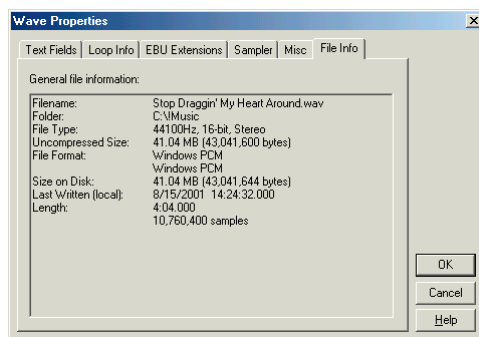 Wave Properties
Text Fields Loop Info EBU Extensions Sampler Misc File Info
General file information:
Filename: Stop Draggin' My Heart Around.wav
Folder: C:\!Music
File Type: 44100Hz, 16-bit, Stereo
Uncompressed Size: 41.04 MB (43,041,600 bytes)
File Format: Windows PCM
Windows PCM
Size on Disk: 41.04 MB (43,041,644 bytes)
Last Written (local): 8/15/2001 14:24:32.000
Length: 4:04.000
10,760,400 samples
OK
Cancel
Help